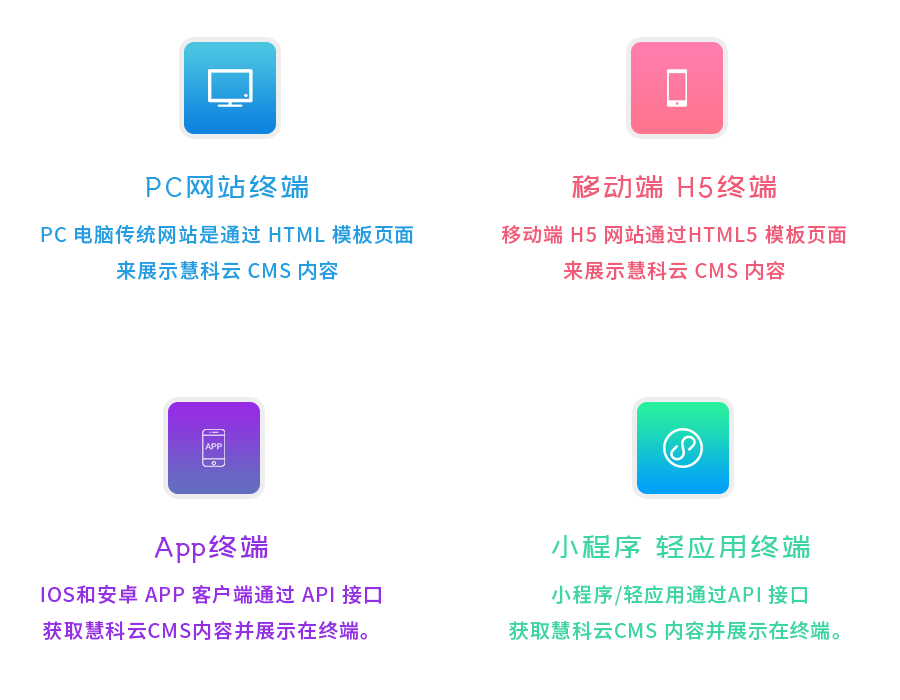 PC网站终端
PC 电脑传统网站是通过 HTML 模板页面
来展示慧科云 CMS 内容
移动端 H5终端
移动端 H5 网站通过HTML5 模板页面
来展示慧科云 CMS 内容
APP
App终端
IOS和安卓 APP 客户端通过 API 接口
获取慧科云CMS内容并展示在终端。
小程序 轻应用终端
小程序/轻应用通过API 接口
获取慧科云CMS 内容并展示在终端。